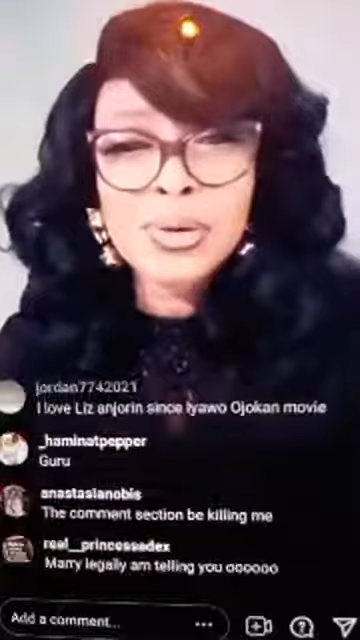 jordan7742021
I love Liz anjorin since Iyawo Ojokan movie
_haminatpepper
Guru
anastasianobis
The comment section be killing me
real__princessadex
Marry legally am telling you oooooo
Add a comment...